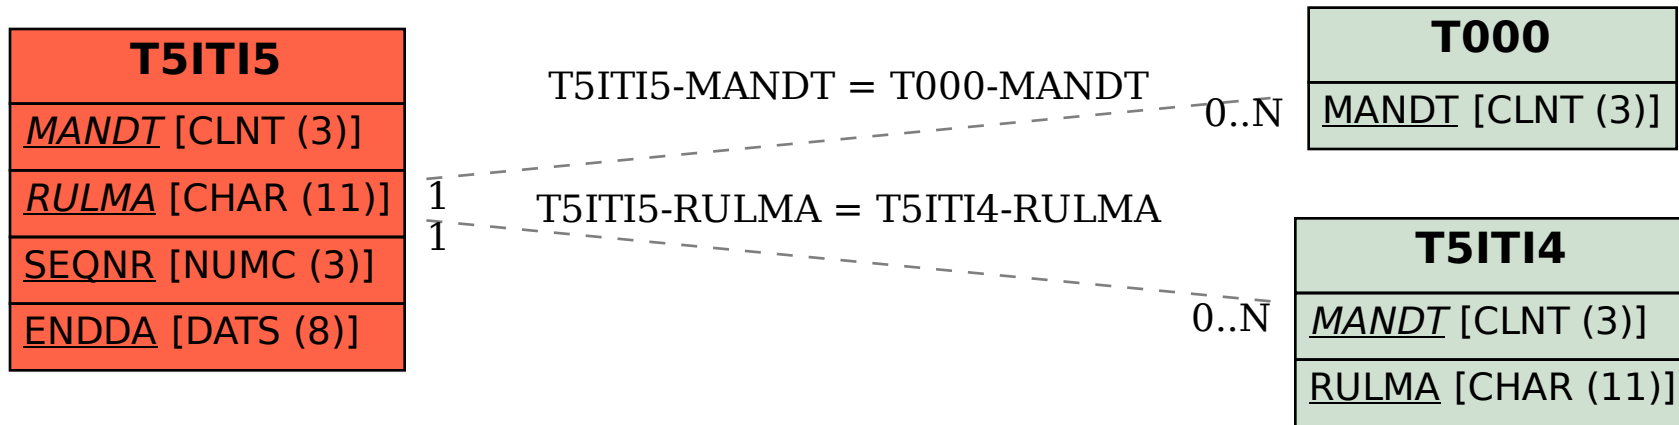 T5ITI5
MANDT [CLNT (3)]
RULMA [CHAR (11)]
SEQNR [NUMC (3)]
ENDDA [DATS (8)]
T5ITI5-MANDT = T000-MANDT
0..N
1
T5ITI5-RULMA = T5ITI4-RULMA
1
0..N
T000
MANDT [CLNT (3)]
T5ITI4
MANDT [CLNT (3)]
RULMA [CHAR (11)]